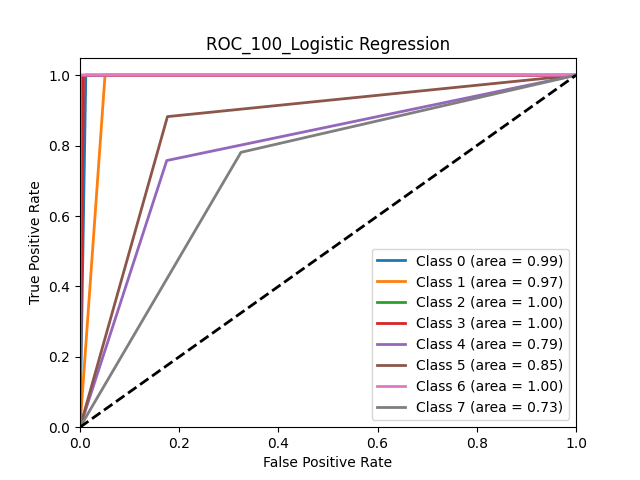 ROC_100_Logistic Regression
True Positive Rate
1.0
0.8
0.6
0.4
0.2
0.0
Class 0 (area = 0.99)
Class 1 (area = 0.97)
Class 2 (area = 1.00)
Class 3 (area = 1.00)
Class 4 (area = 0.79)
Class 5 (area = 0.85)
Class 6 (area = 1.00)
Class 7 (area = 0.73)
0.0 0.2 0.4 0.6 0.8 1.0
False Positive Rate